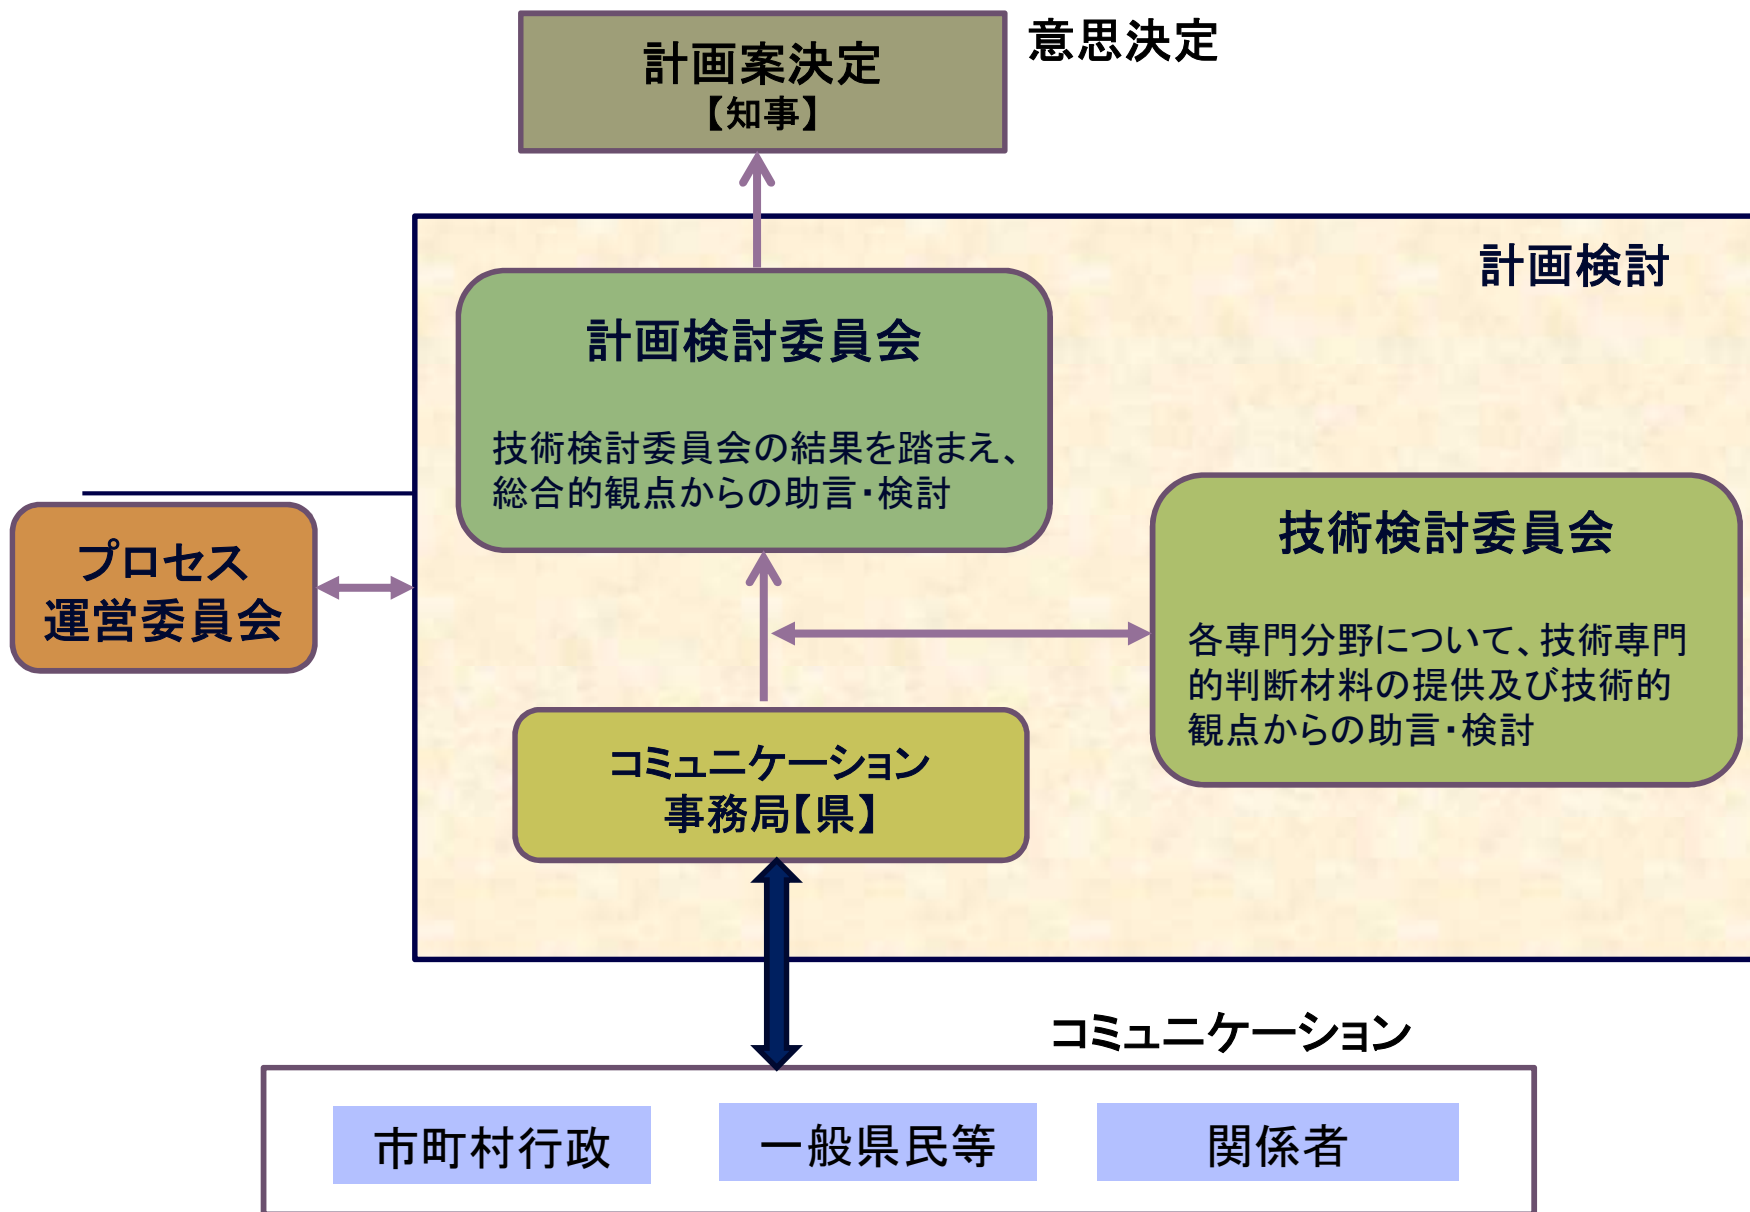 意思決定
計画案決定
【知事】
計画検討
計画検討委員会
技術検討委員会の結果を踏まえ、
総合的観点からの助言・検討
プロセス
運営委員会
技術検討委員会
各専門分野について、技術専門
的判断材料の提供及び技術的
観点からの助言・検討
コミュニケーション
事務局【県】
コミュニケーション
市町村行政
一般県民等
関係者